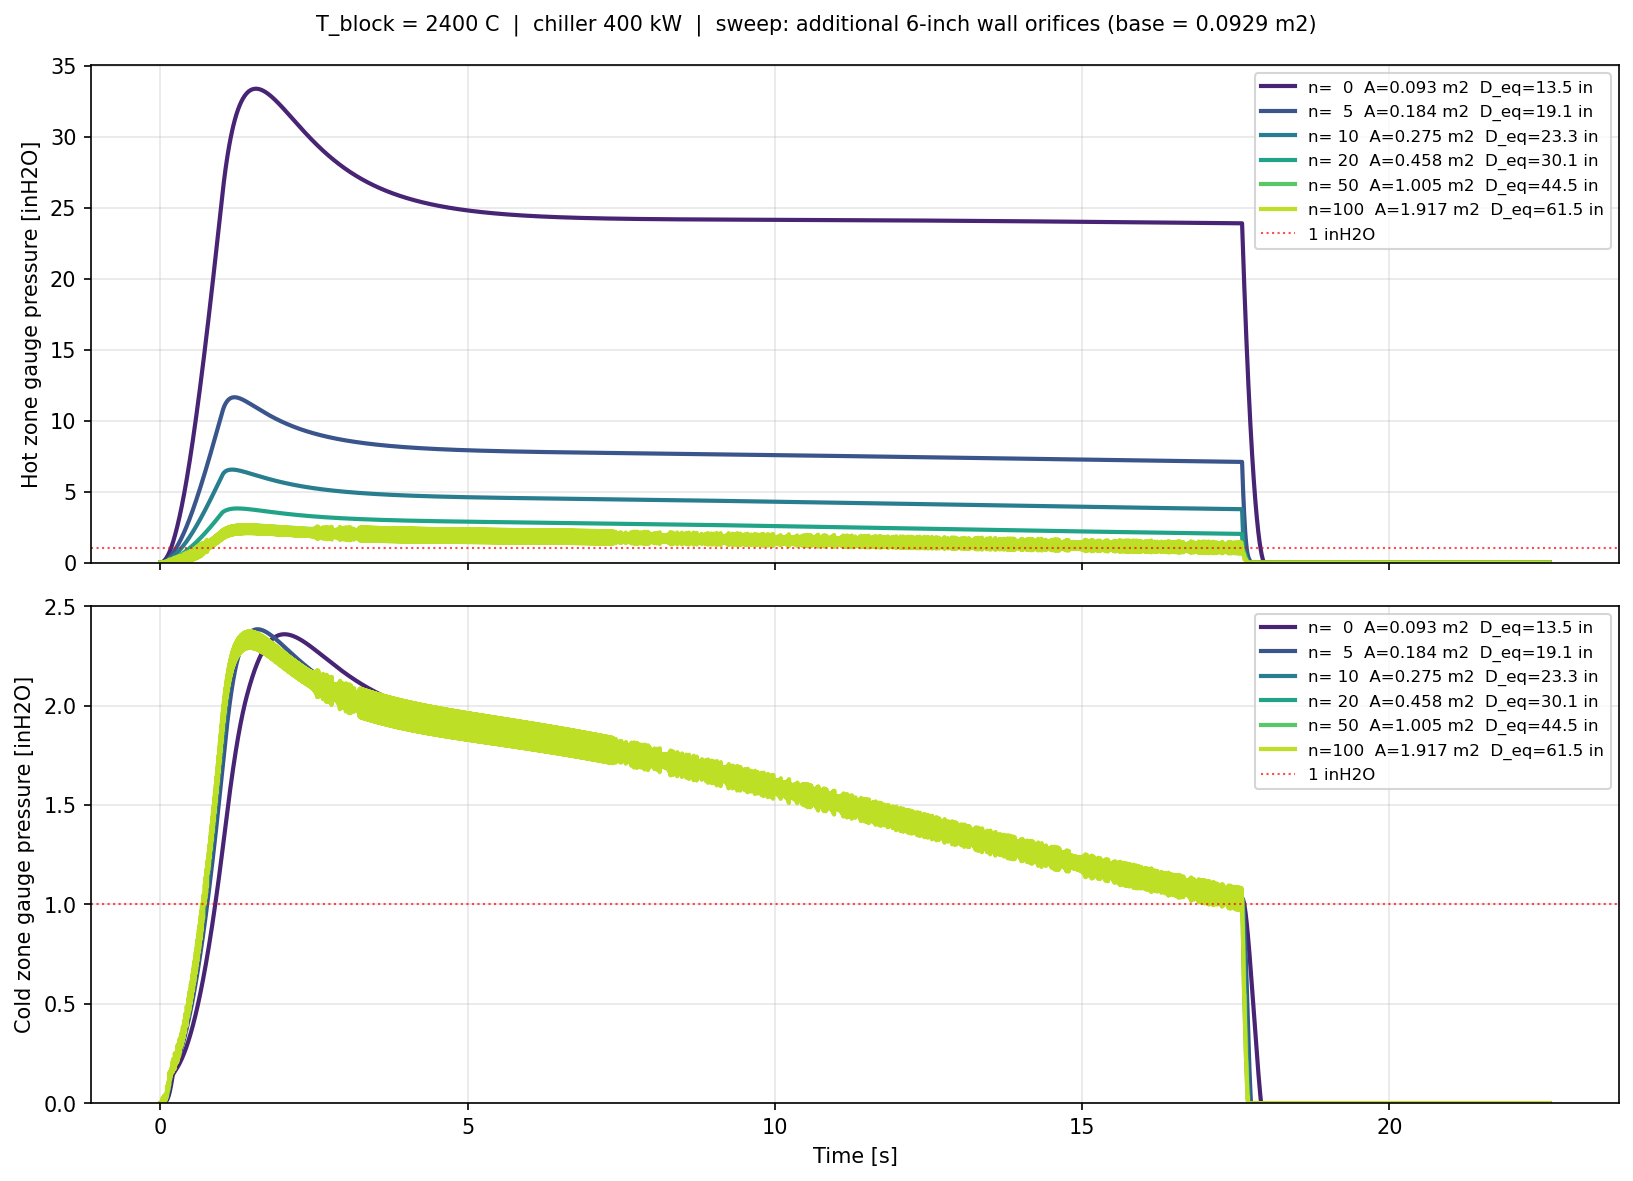 T_block = 2400 C  |  chiller 400 kW  |  sweep: additional 6-inch wall orifices (base = 0.0929 m2)
Hot zone gauge pressure [inH2O]
35
30
25
20
15
10
5
0
n=  0  A=0.093 m2  D_eq=13.5 in
n=  5  A=0.184 m2  D_eq=19.1 in
n= 10  A=0.275 m2  D_eq=23.3 in
n= 20  A=0.458 m2  D_eq=30.1 in
n= 50  A=1.005 m2  D_eq=44.5 in
n=100  A=1.917 m2  D_eq=61.5 in
1 inH2O
Cold zone gauge pressure [inH2O]
2.5
2.0
1.5
1.0
0.5
0.0
n=  0  A=0.093 m2  D_eq=13.5 in
n=  5  A=0.184 m2  D_eq=19.1 in
n= 10  A=0.275 m2  D_eq=23.3 in
n= 20  A=0.458 m2  D_eq=30.1 in
n= 50  A=1.005 m2  D_eq=44.5 in
n=100  A=1.917 m2  D_eq=61.5 in
1 inH2O
0 5 10 15 20
Time [s]